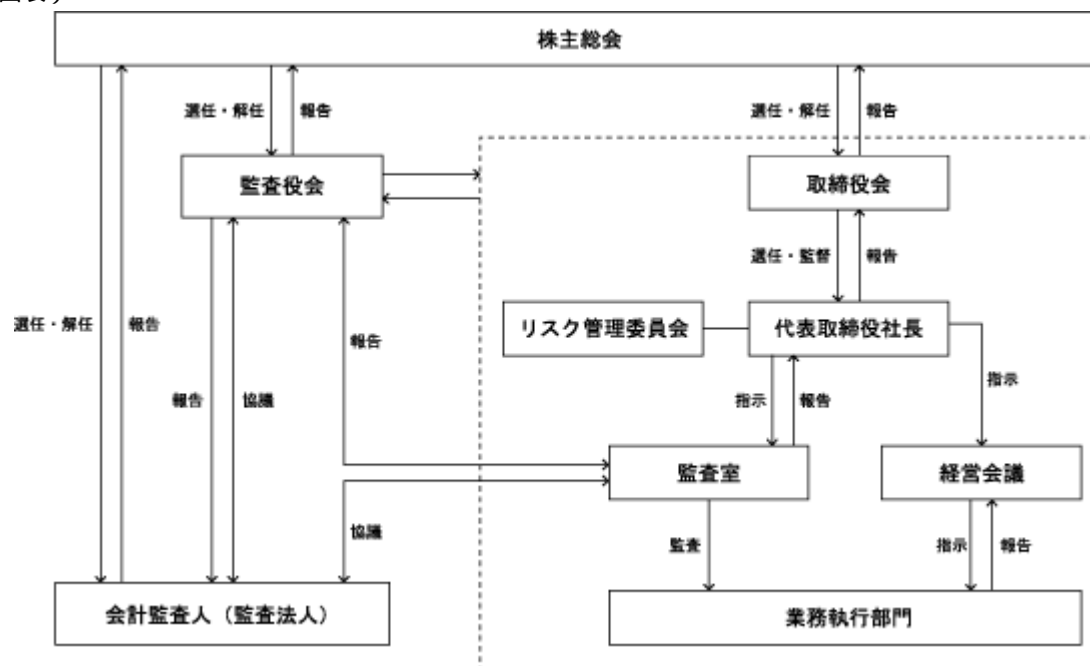 株主総会
選任・解任
報告
選任・解任
報告
監査役会
取締役会
選任・監督
報告
リスク管理委員会
代表取締役社長
選任・解任
報告
報告
指示
報告
協議
指示
報告
監査室
経営会議
協議
監査
指示
報告
会計監査人（監査法人）
業務執行部門